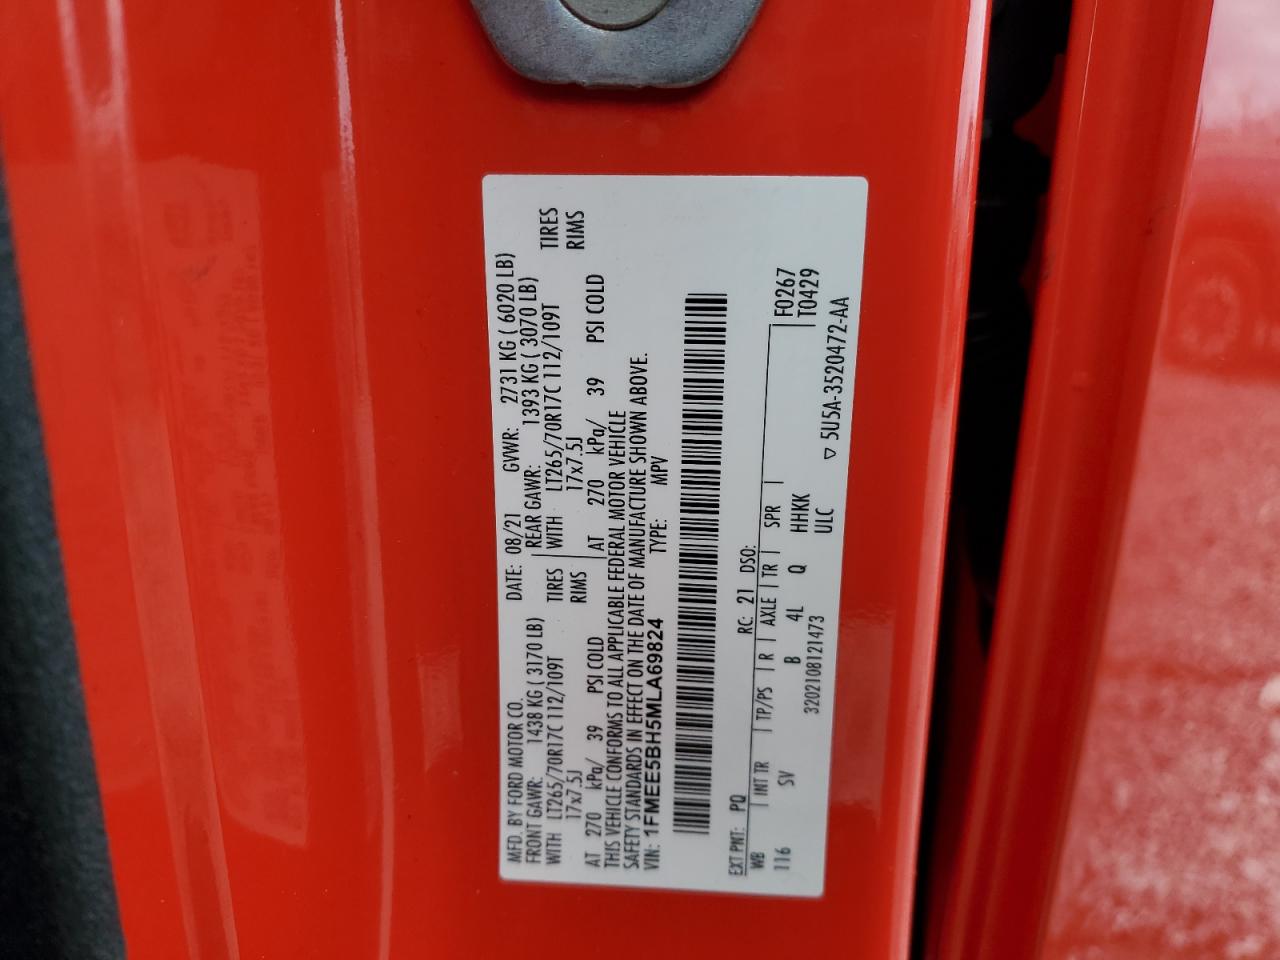 MFD. BY FORD MOTOR CO. DATE: 08/21 GVWR: 2731 KG ( 6020 LB)
FRONT GAWR: 1438 KG ( 3170 LB) REAR GAWR: 1393 KG ( 3070 LB)
WITH LT265/70R17C 112/109T TIRES WITH LT265/70R17C 112/109T TIRES
17x7.5J RIMS 17x7.5J RIMS
AT 270 kPa/ 39 PSI COLD AT 270 kPa/ 39 PSI COLD
THIS VEHICLE CONFORMS TO ALL APPLICABLE FEDERAL MOTOR VEHICLE
SAFETY STANDARDS IN EFFECT ON THE DATE OF MANUFACTURE SHOWN ABOVE.
VIN: 1FMEE5BH5MLA69824 TYPE: MPV
EXT PNT: PQ RC: 21 DSO: F0267
WB INT TR TP/PS R AXLE TR SPR T0429
116 SV B 4L Q HHKK
3202108121473 ULC ▽ 5U5A-3520472-AA